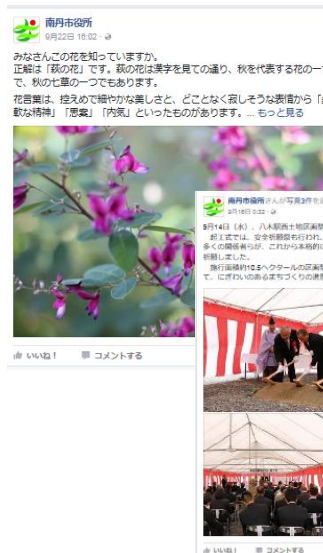 南丹市役所
9月22日 16:02 ·
みなさんこの花を知っていますか。
正解は「萩の花」です。萩の花は漢字を見ての通り、秋を代表する花の一
で、秋の七草の一つでもあります。
花言葉は、控えめで細やかな美しさと、どことなく寂しそうな表情から「
軟な精神」「思案」「内気」といったものがあります。... もっと見る
いいね！ コメントする
南丹市役所さんが写真3件を
9月16日 0:32 ·
9月14日（水）、八木駅西土地区画
起工式では、安全祈願祭も行われ、
多くの関係者らが、これから本格的に
祈願しました。
施行面積約10.5ヘクタールの区画
て、にぎわいのあるまちづくりの
いいね！ コメントする